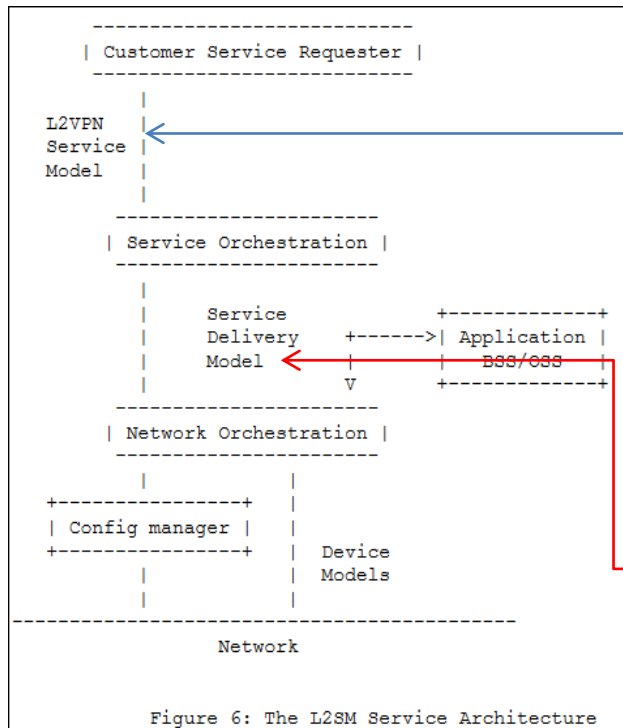 ----------------------------
| Customer Service Requester |
----------------------------
|
L2VPN |
Service |
Model |
|
-----------------------
| Service Orchestration |
-----------------------
|
| Service +-------------+
| Delivery +------>| Application |
| Model | | BSS/OSS |
| V +-------------+
-----------------------
| Network Orchestration |
-----------------------
| |
+----------------+ |
| Config manager | |
+----------------+ | Device
| | Models
| |
--------------------------------------------
Network
Figure 6: The L2SM Service Architecture